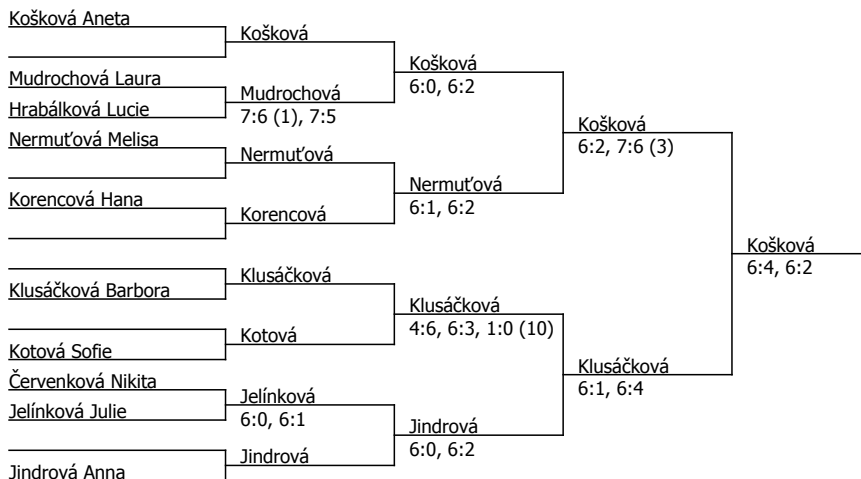 Košková Aneta
Košková
Košková
6:0, 6:2
Mudrochová Laura
Mudrochová
7:6 (1), 7:5
Hrabálková Lucie
Košková
6:2, 7:6 (3)
Nermuťová Melisa
Nermuťová
Nermuťová
6:1, 6:2
Korencová Hana
Korencová
Košková
6:4, 6:2
Klusáčková
Klusáčková Barbora
Klusáčková
4:6, 6:3, 1:0 (10)
Kotová
Kotová Sofie
Klusáčková
6:1, 6:4
Červenková Nikita
Jelínková
6:0, 6:1
Jelínková Julie
Jindrová
6:0, 6:2
Jindrová
Jindrová Anna